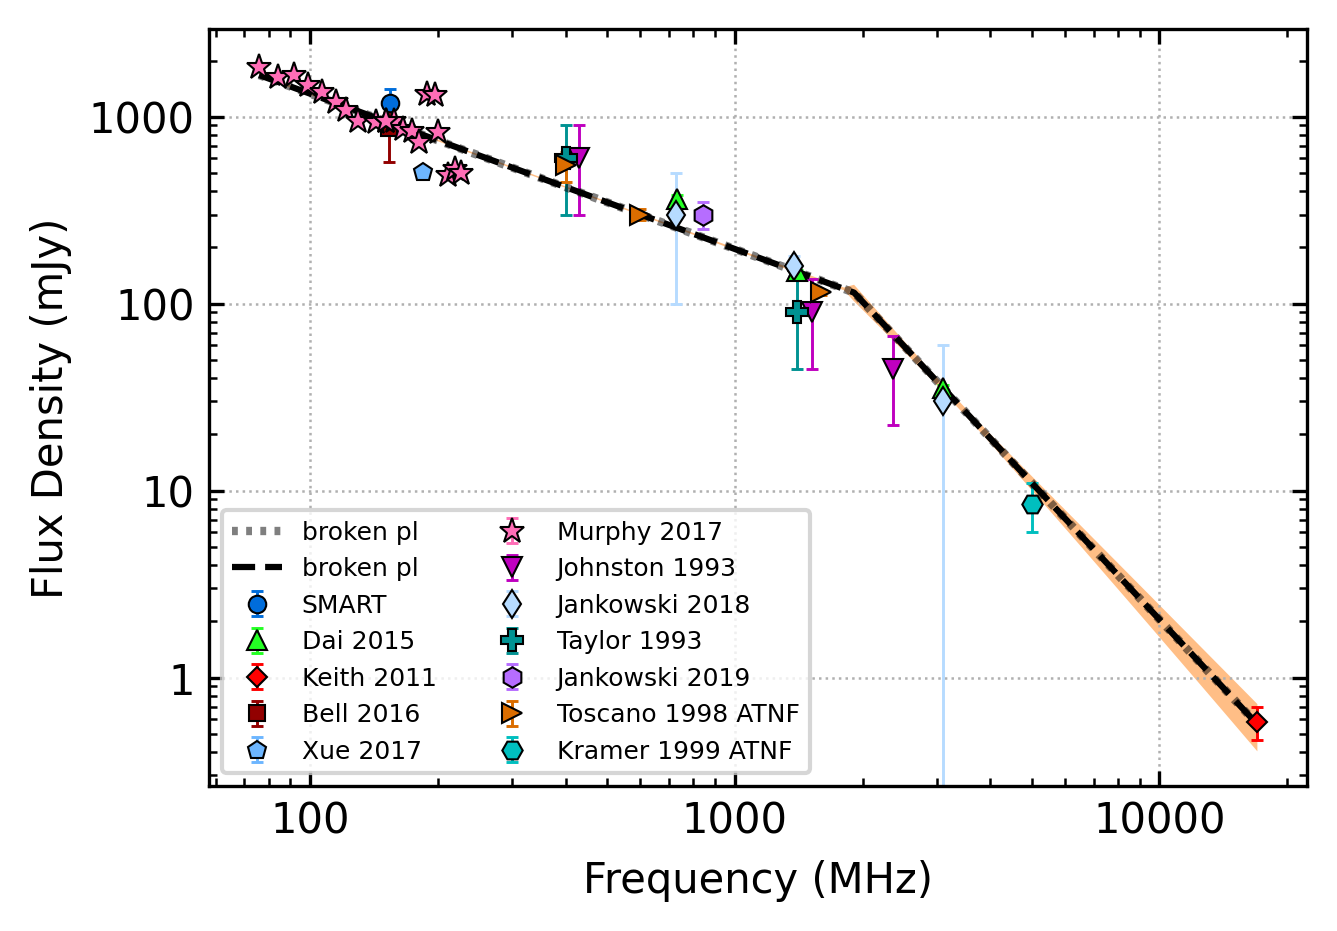 Flux Density (mJy)
1000
100
10
1
broken pl
broken pl
SMART
Dai 2015
Keith 2011
Bell 2016
Xue 2017
Murphy 2017
Johnston 1993
Jankowski 2018
Taylor 1993
Jankowski 2019
Toscano 1998 ATNF
Kramer 1999 ATNF
100
1000
10000
Frequency (MHz)